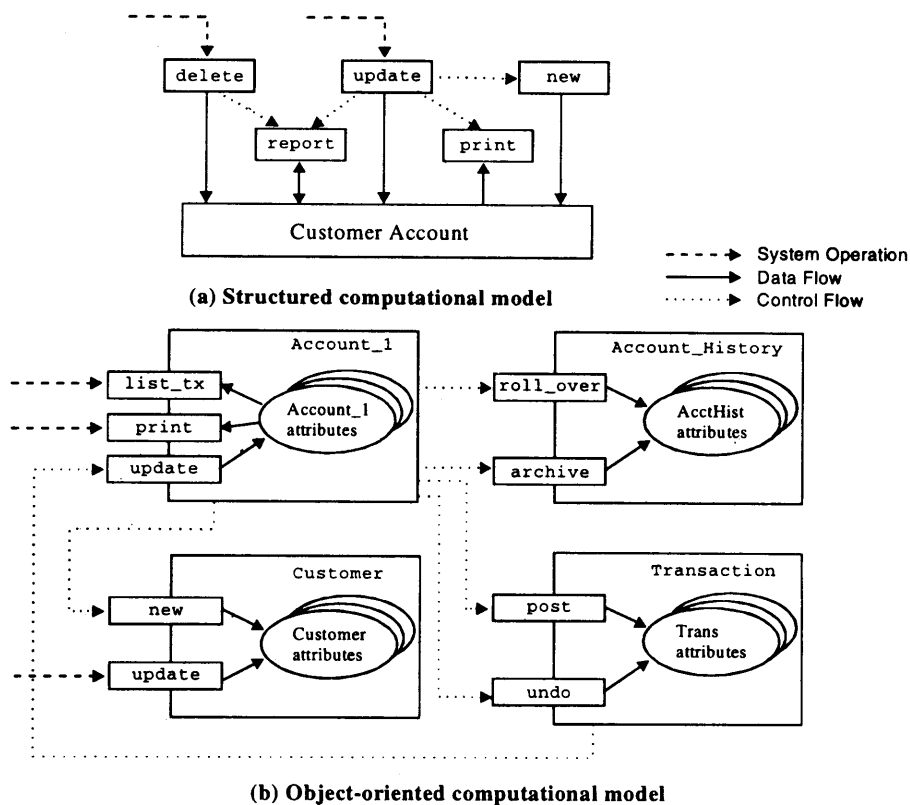 delete
update
new
report
print
Customer Account
System Operation
Data Flow
Control Flow
(a) Structured computational model
Account_1
list_tx
print
update
Account_1
attributes
Account_History
roll_over
archive
AcctHist
attributes
Customer
new
update
Customer
attributes
Transaction
post
undo
Trans
attributes
(b) Object-oriented computational model